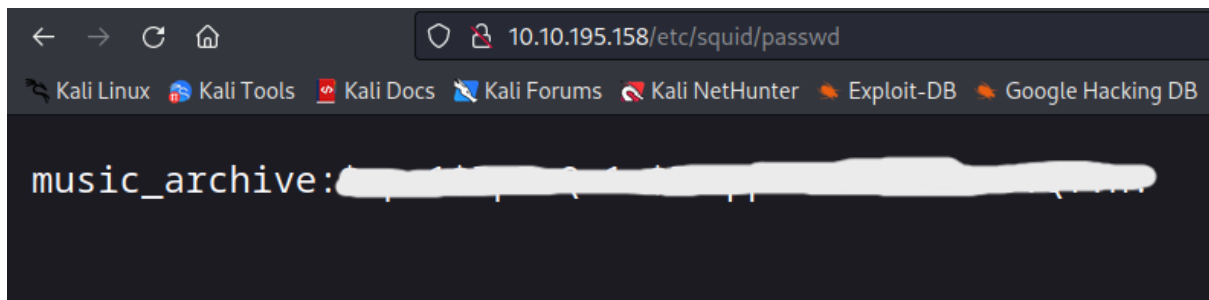 10.10.195.158/etc/squid/passwd
Kali Linux Kali Tools Kali Docs Kali Forums Kali NetHunter Exploit-DB Google Hacking DB
music_archive: